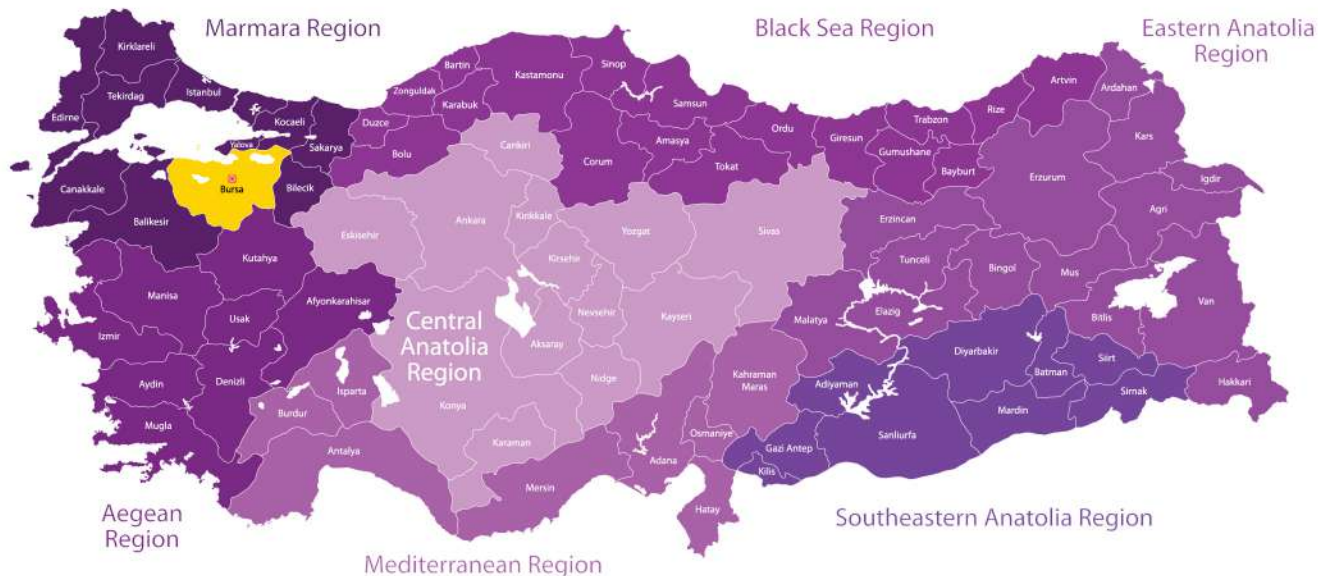 Marmara Region
Black Sea Region
Eastern Anatolia
Region
Kirklareli
Tekirdag
Istanbul
Edirne
Kocaeli
Yalova
Sakarya
Canakkale
Bursa
Bilecik
Balikesir
Bartin
Zonguldak
Karabuk
Kastamonu
Sinop
Duzce
Bolu
Samsun
Corum
Amasya
Tokat
Ordu
Giresun
Trabzon
Gumushane
Bayburt
Rize
Artvin
Ardahan
Kars
Igdir
Erzurum
Agri
Erzincan
Tunceli
Bingol
Mus
Van
Bitlis
Elazig
Malatya
Hakkari
Cankiri
Ankara
Kirikkale
Yozgat
Sivas
Eskisehir
Kirsehir
Nevsehir
Kayseri
Central
Anatolia
Region
Aksaray
Nidge
Konya
Karaman
Kutahya
Manisa
Usak
Afyonkarahisar
Izmir
Aydin
Denizli
Mugla
Isparta
Burdur
Antalya
Mersin
Adana
Osmaniye
Kahraman
Maras
Hatay
Diyarbakir
Batman
Siirt
Sirnak
Mardin
Adiyaman
Sanliurfa
Gazi Antep
Kilis
Aegean
Region
Southeastern Anatolia Region
Mediterranean Region